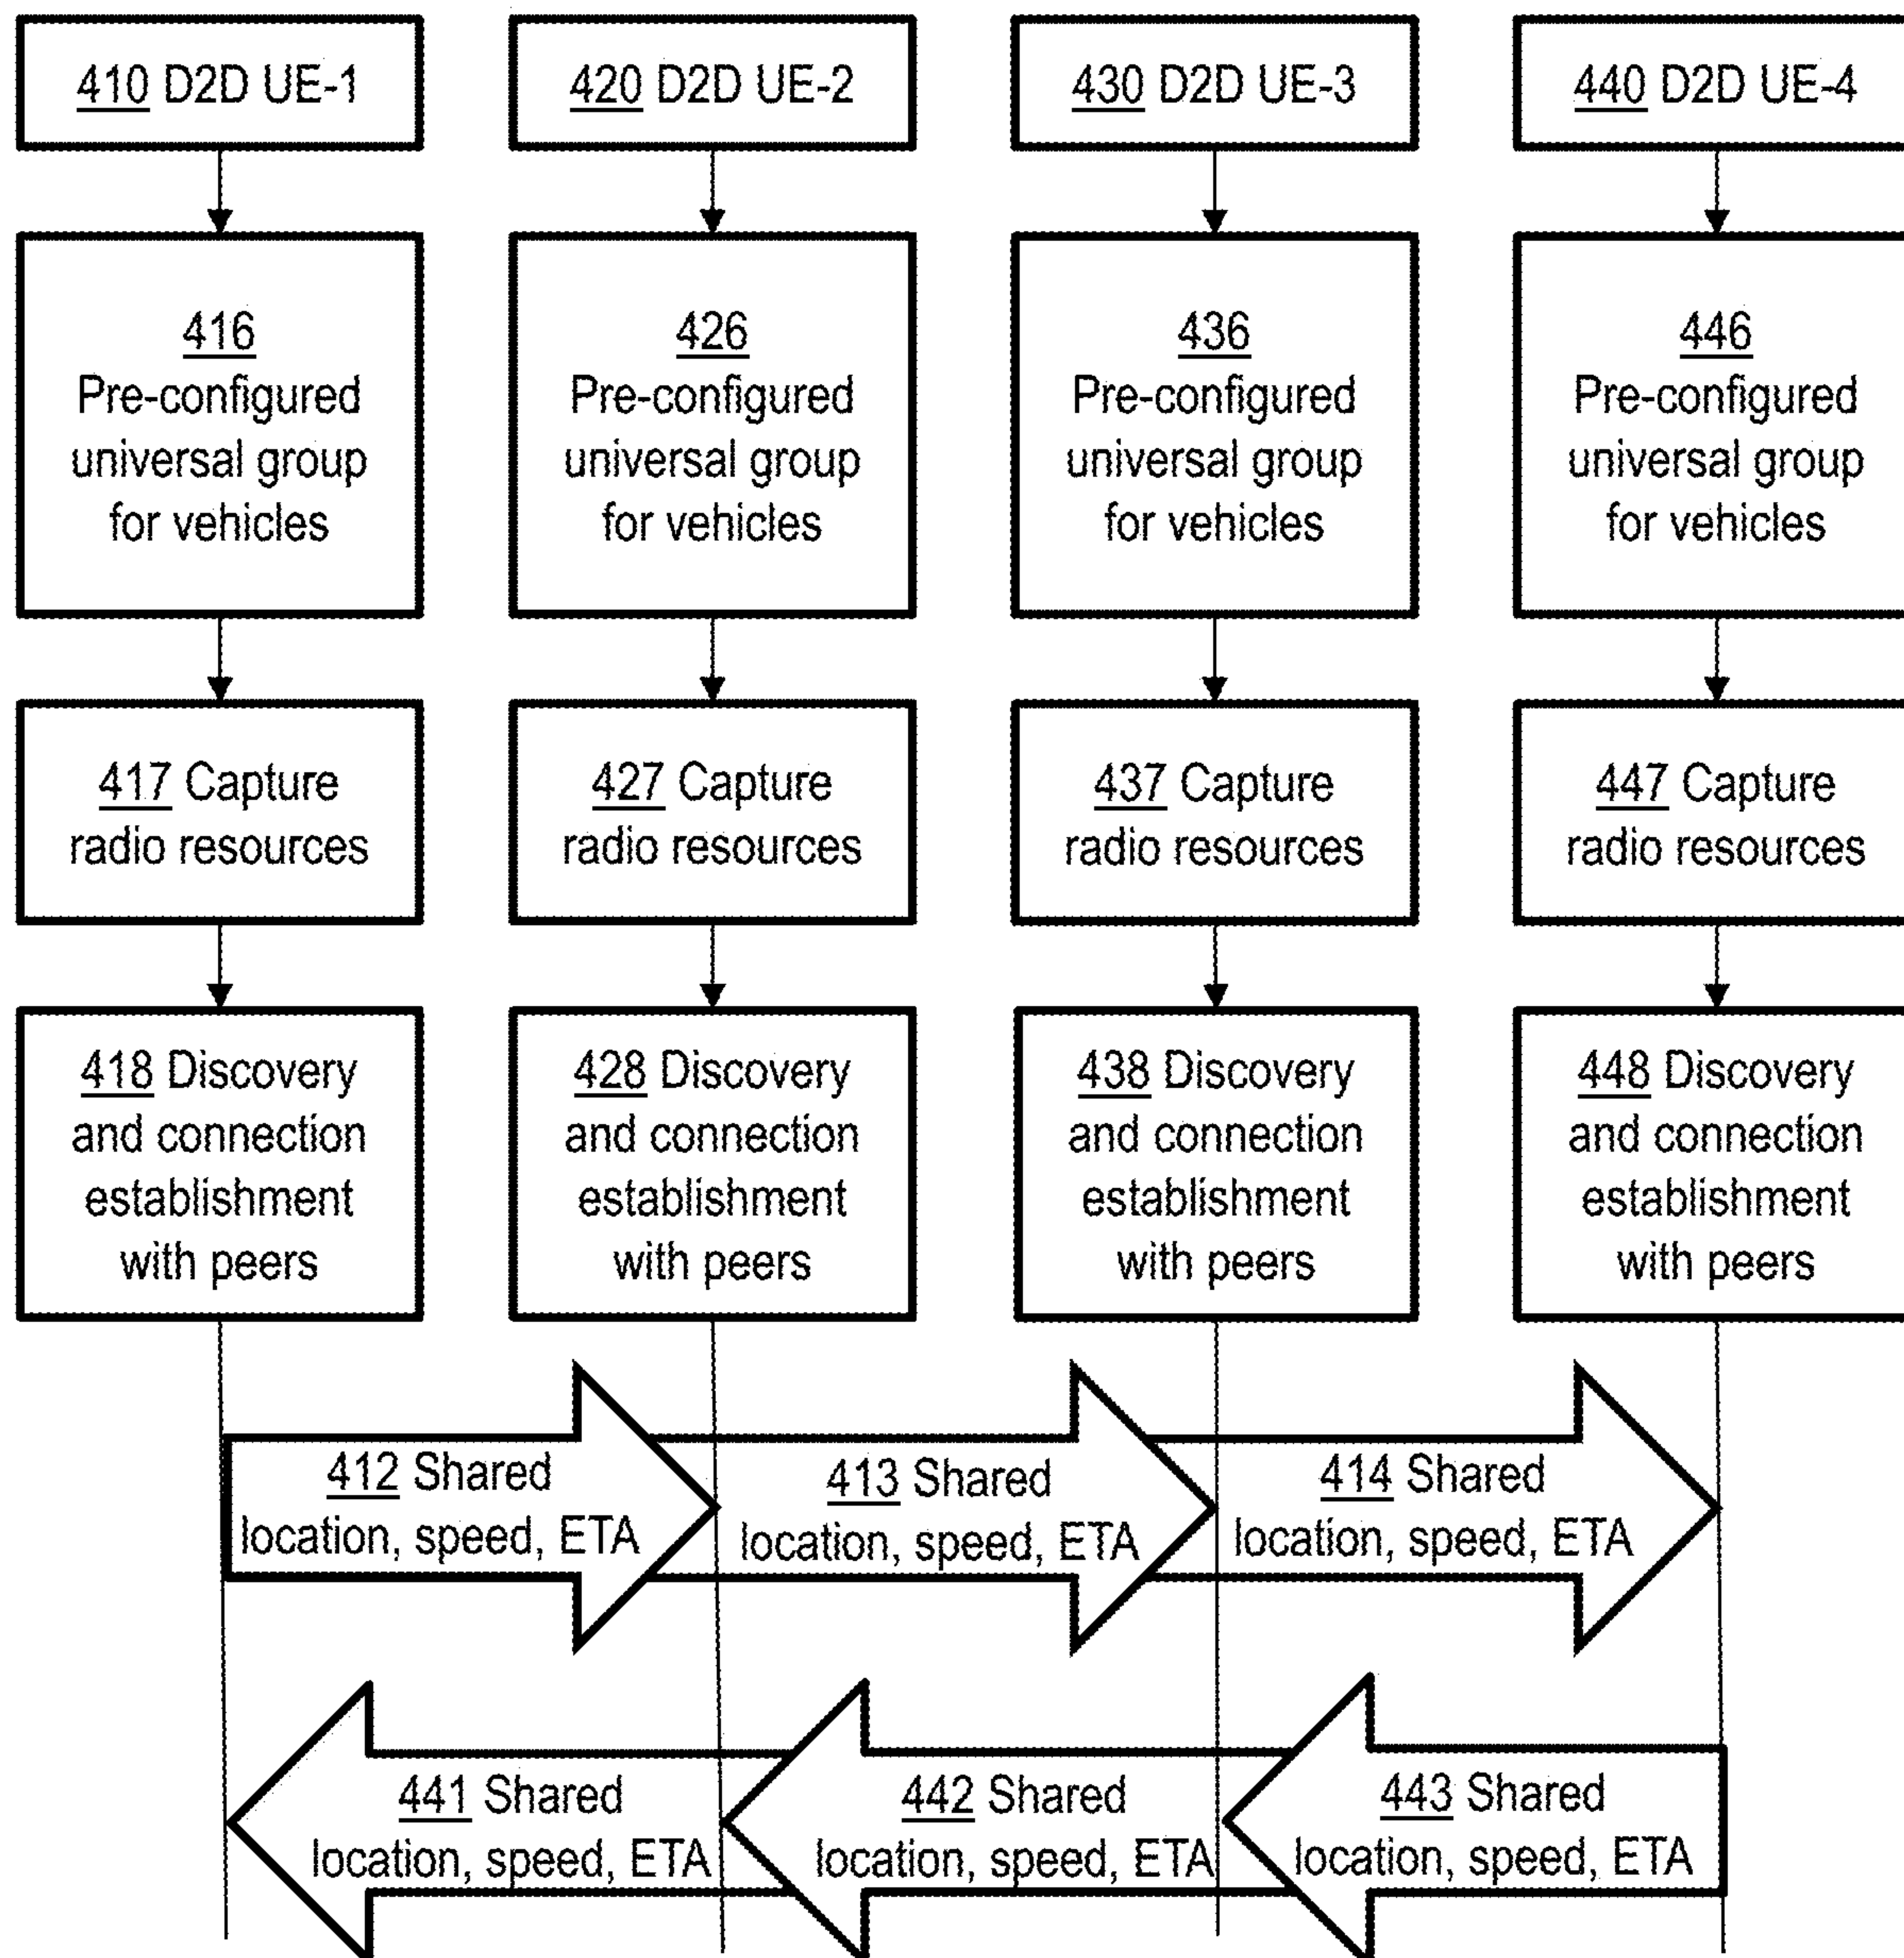 410 D2D UE-1
420 D2D UE-2
430 D2D UE-3
440 D2D UE-4
416
Pre-configured
universal group
for vehicles
426
Pre-configured
universal group
for vehicles
436
Pre-configured
universal group
for vehicles
446
Pre-configured
universal group
for vehicles
417 Capture
radio resources
427 Capture
radio resources
437 Capture
radio resources
447 Capture
radio resources
418 Discovery
and connection
establishment
with peers
428 Discovery
and connection
establishment
with peers
438 Discovery
and connection
establishment
with peers
448 Discovery
and connection
establishment
with peers
412 Shared
location, speed, ETA
413 Shared
location, speed, ETA
414 Shared
location, speed, ETA
441 Shared
location, speed, ETA
442 Shared
location, speed, ETA
443 Shared
location, speed, ETA